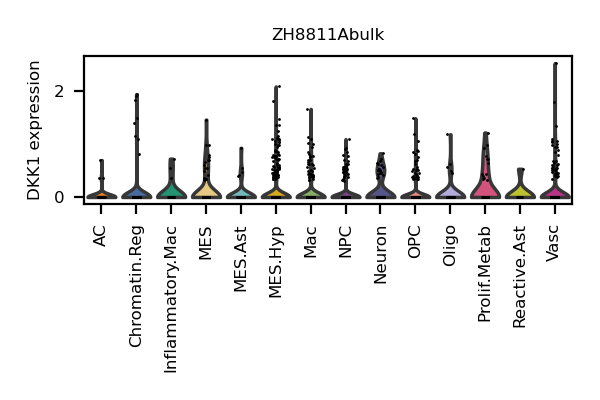 ZH8811Abulk
DKK1 expression
2
0
AC
Chromatin.Reg
Inflammatory.Mac
MES
MES.Ast
MES.Hyp
Mac
NPC
Neuron
OPC
Oligo
Prolif.Metab
Reactive.Ast
Vasc